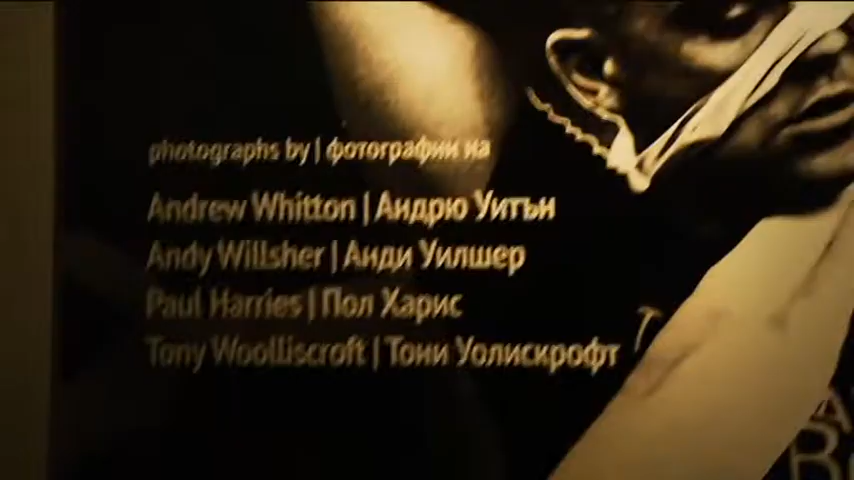 photographs by | фотографии на
Andrew Whitton | Андрю Уитън
Andy Willsher | Анди Уилшер
Paul Harries | Пол Харис
Tony Woolliscroft | Тони Уолискрофт